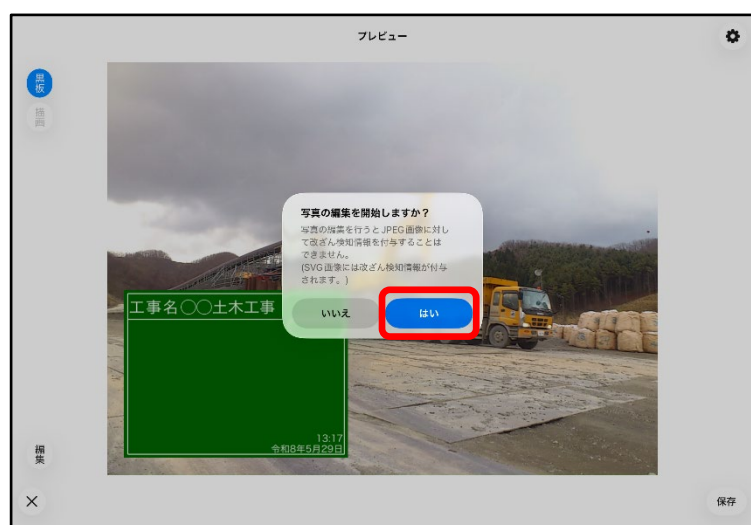 プレビュー
黒板
描画
写真の編集を開始しますか？
写真の編集を行うとJPEG画像に対し
て改ざん検知情報を付与することは
できません。
(SVG画像には改ざん検知情報が付与
されます。)
いいえ
はい
工事名〇〇土木工事
13:17
令和8年5月29日
編集
保存